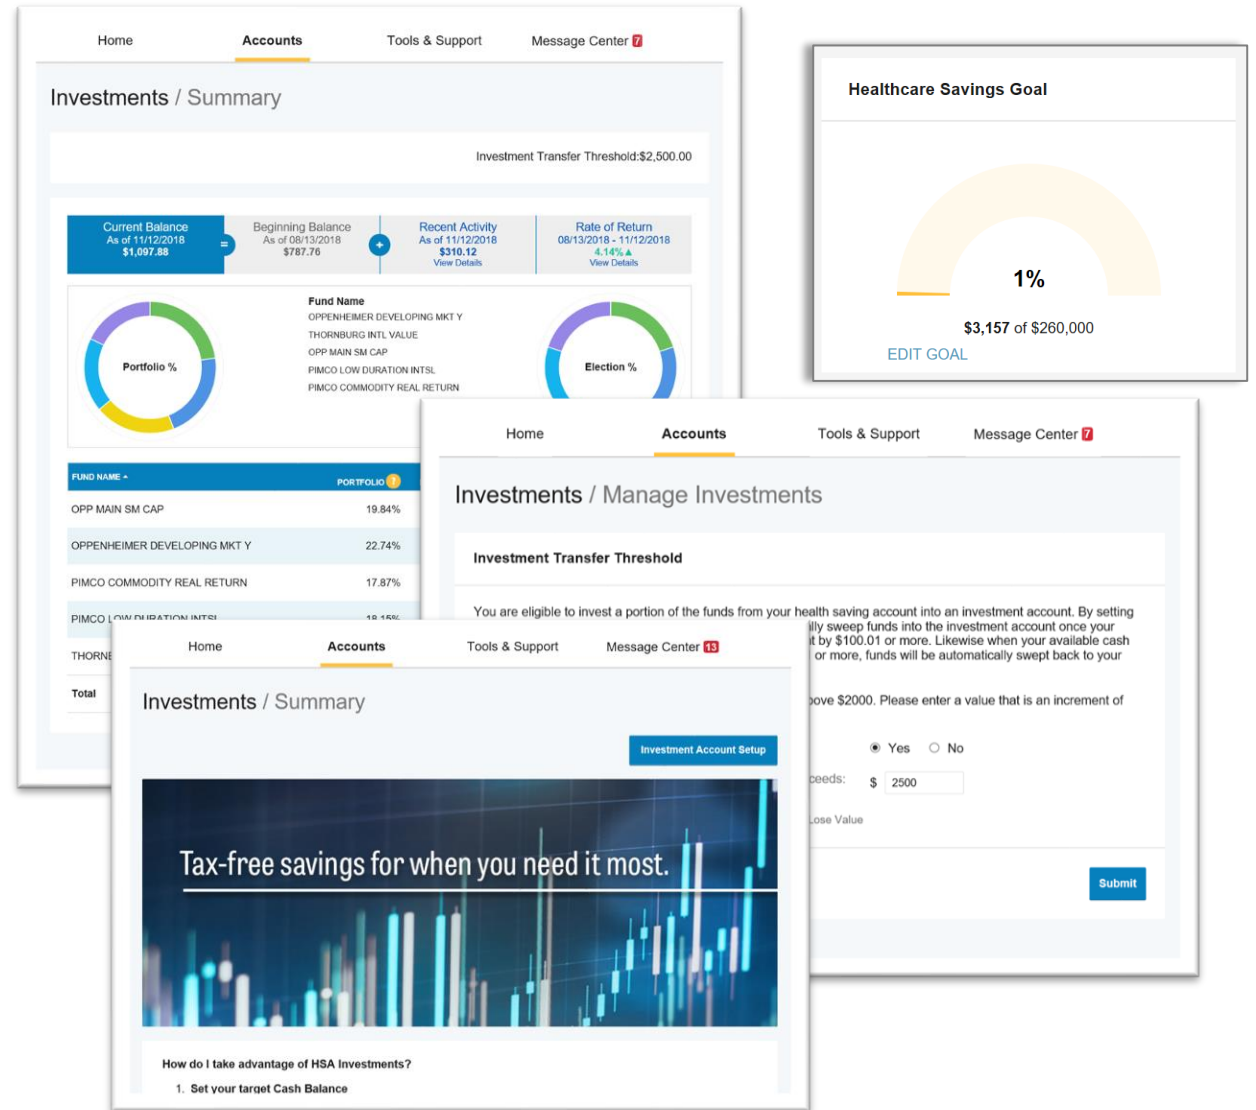 Home Accounts Tools & Support Message Center 7
Investments / Summary
Investment Transfer Threshold:$2,500.00
Current Balance
As of 11/12/2018
$1,097.88
=
Beginning Balance
As of 08/13/2018
$787.76
+
Recent Activity
As of 11/12/2018
$310.12
View Details
Rate of Return
08/13/2018 - 11/12/2018
4.14% ▲
View Details
Portfolio %
Fund Name
OPPENHEIMER DEVELOPING MKT Y
THORNBURG INTL VALUE
OPP MAIN SM CAP
PIMCO LOW DURATION INTSL
PIMCO COMMODITY REAL RETURN
Election %
FUND NAME PORTFOLIO
OPP MAIN SM CAP 19.84%
OPPENHEIMER DEVELOPING MKT Y 22.74%
PIMCO COMMODITY REAL RETURN 17.87%
PIMCO LOW DURATION INTSL 18.15%
THORNE
Total
Healthcare Savings Goal
1%
$3,157 of $260,000
EDIT GOAL
Home Accounts Tools & Support Message Center 7
Investments / Manage Investments
Investment Transfer Threshold
You are eligible to invest a portion of the funds from your health saving account into an investment account. By setting
sweep funds into the investment account once your
by $100.01 or more. Likewise when your available cash
or more, funds will be automatically swept back to your
$2000. Please enter a value that is an increment of
Yes No
$ 2500
Lose Value
Submit
Home Accounts Tools & Support Message Center 13
Investments / Summary
Investment Account Setup
Tax-free savings for when you need it most.
How do I take advantage of HSA Investments?
1. Set your target Cash Balance